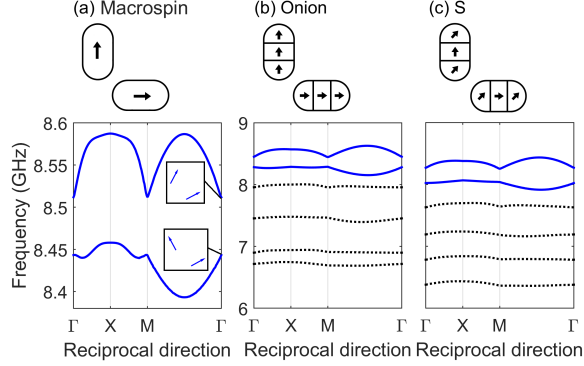 (a) Macrospin (b) Onion (c) S
Frequency (GHz)
8.6
8.55
8.5
8.45
8.4
9
8
7
6
Γ X M Γ Γ X M Γ Γ X M Γ
Reciprocal direction Reciprocal direction Reciprocal direction